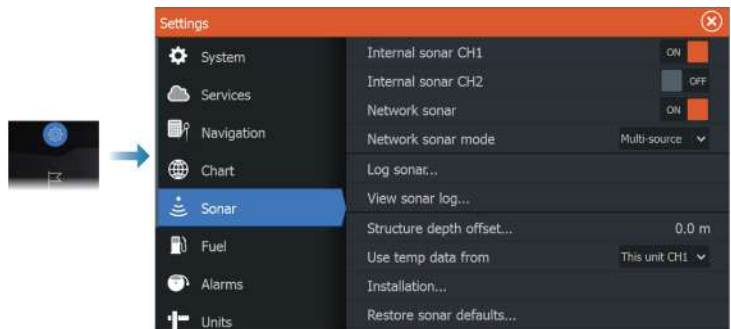 Settings
System
Services
Navigation
Chart
Sonar
Fuel
Alarms
Units
Internal sonar CH1 ON
Internal sonar CH2 OFF
Network sonar ON
Network sonar mode Multi-source
Log sonar...
View sonar log...
Structure depth offset... 0.0 m
Use temp data from This unit CH1
Installation...
Restore sonar defaults...